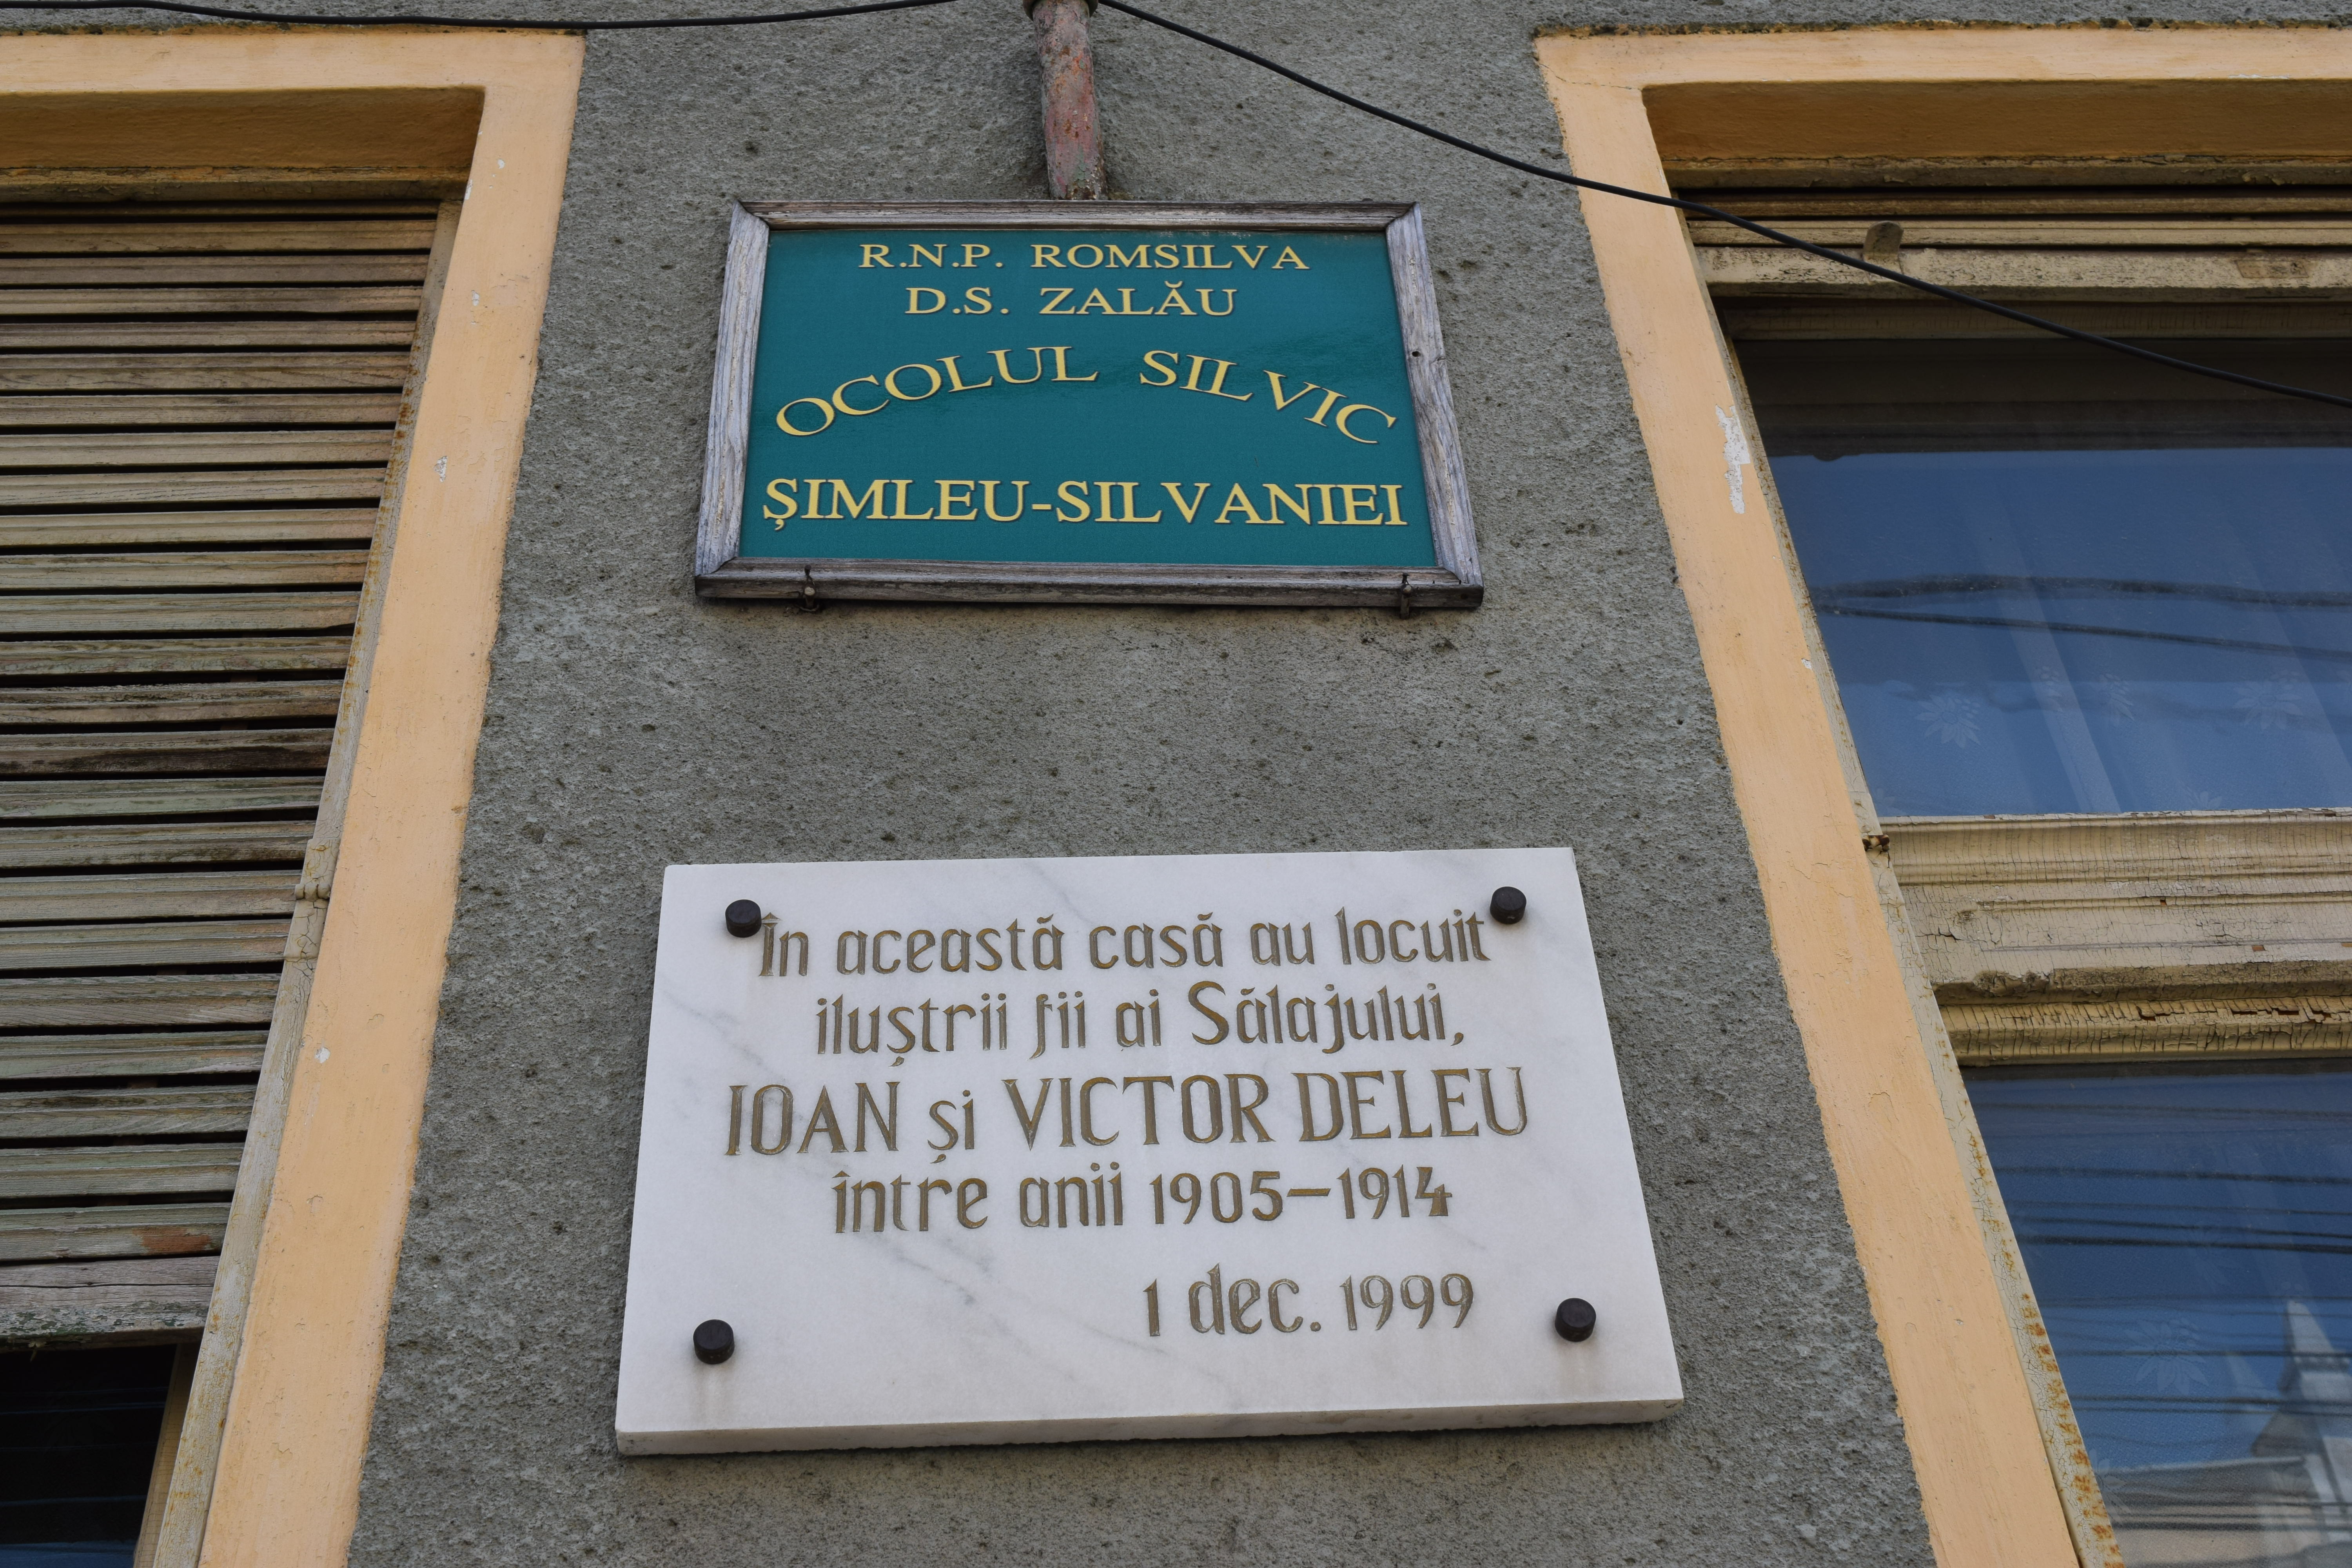 R.N.P. ROMSILVA
D.S. ZALĂU
OCOLUL SILVIC
ȘIMLEU-SILVANIEI
În această casă au locuit
iluștrii fii ai Sălajului,
IOAN și VICTOR DELEU
între anii 1905-1914
1 dec. 1999